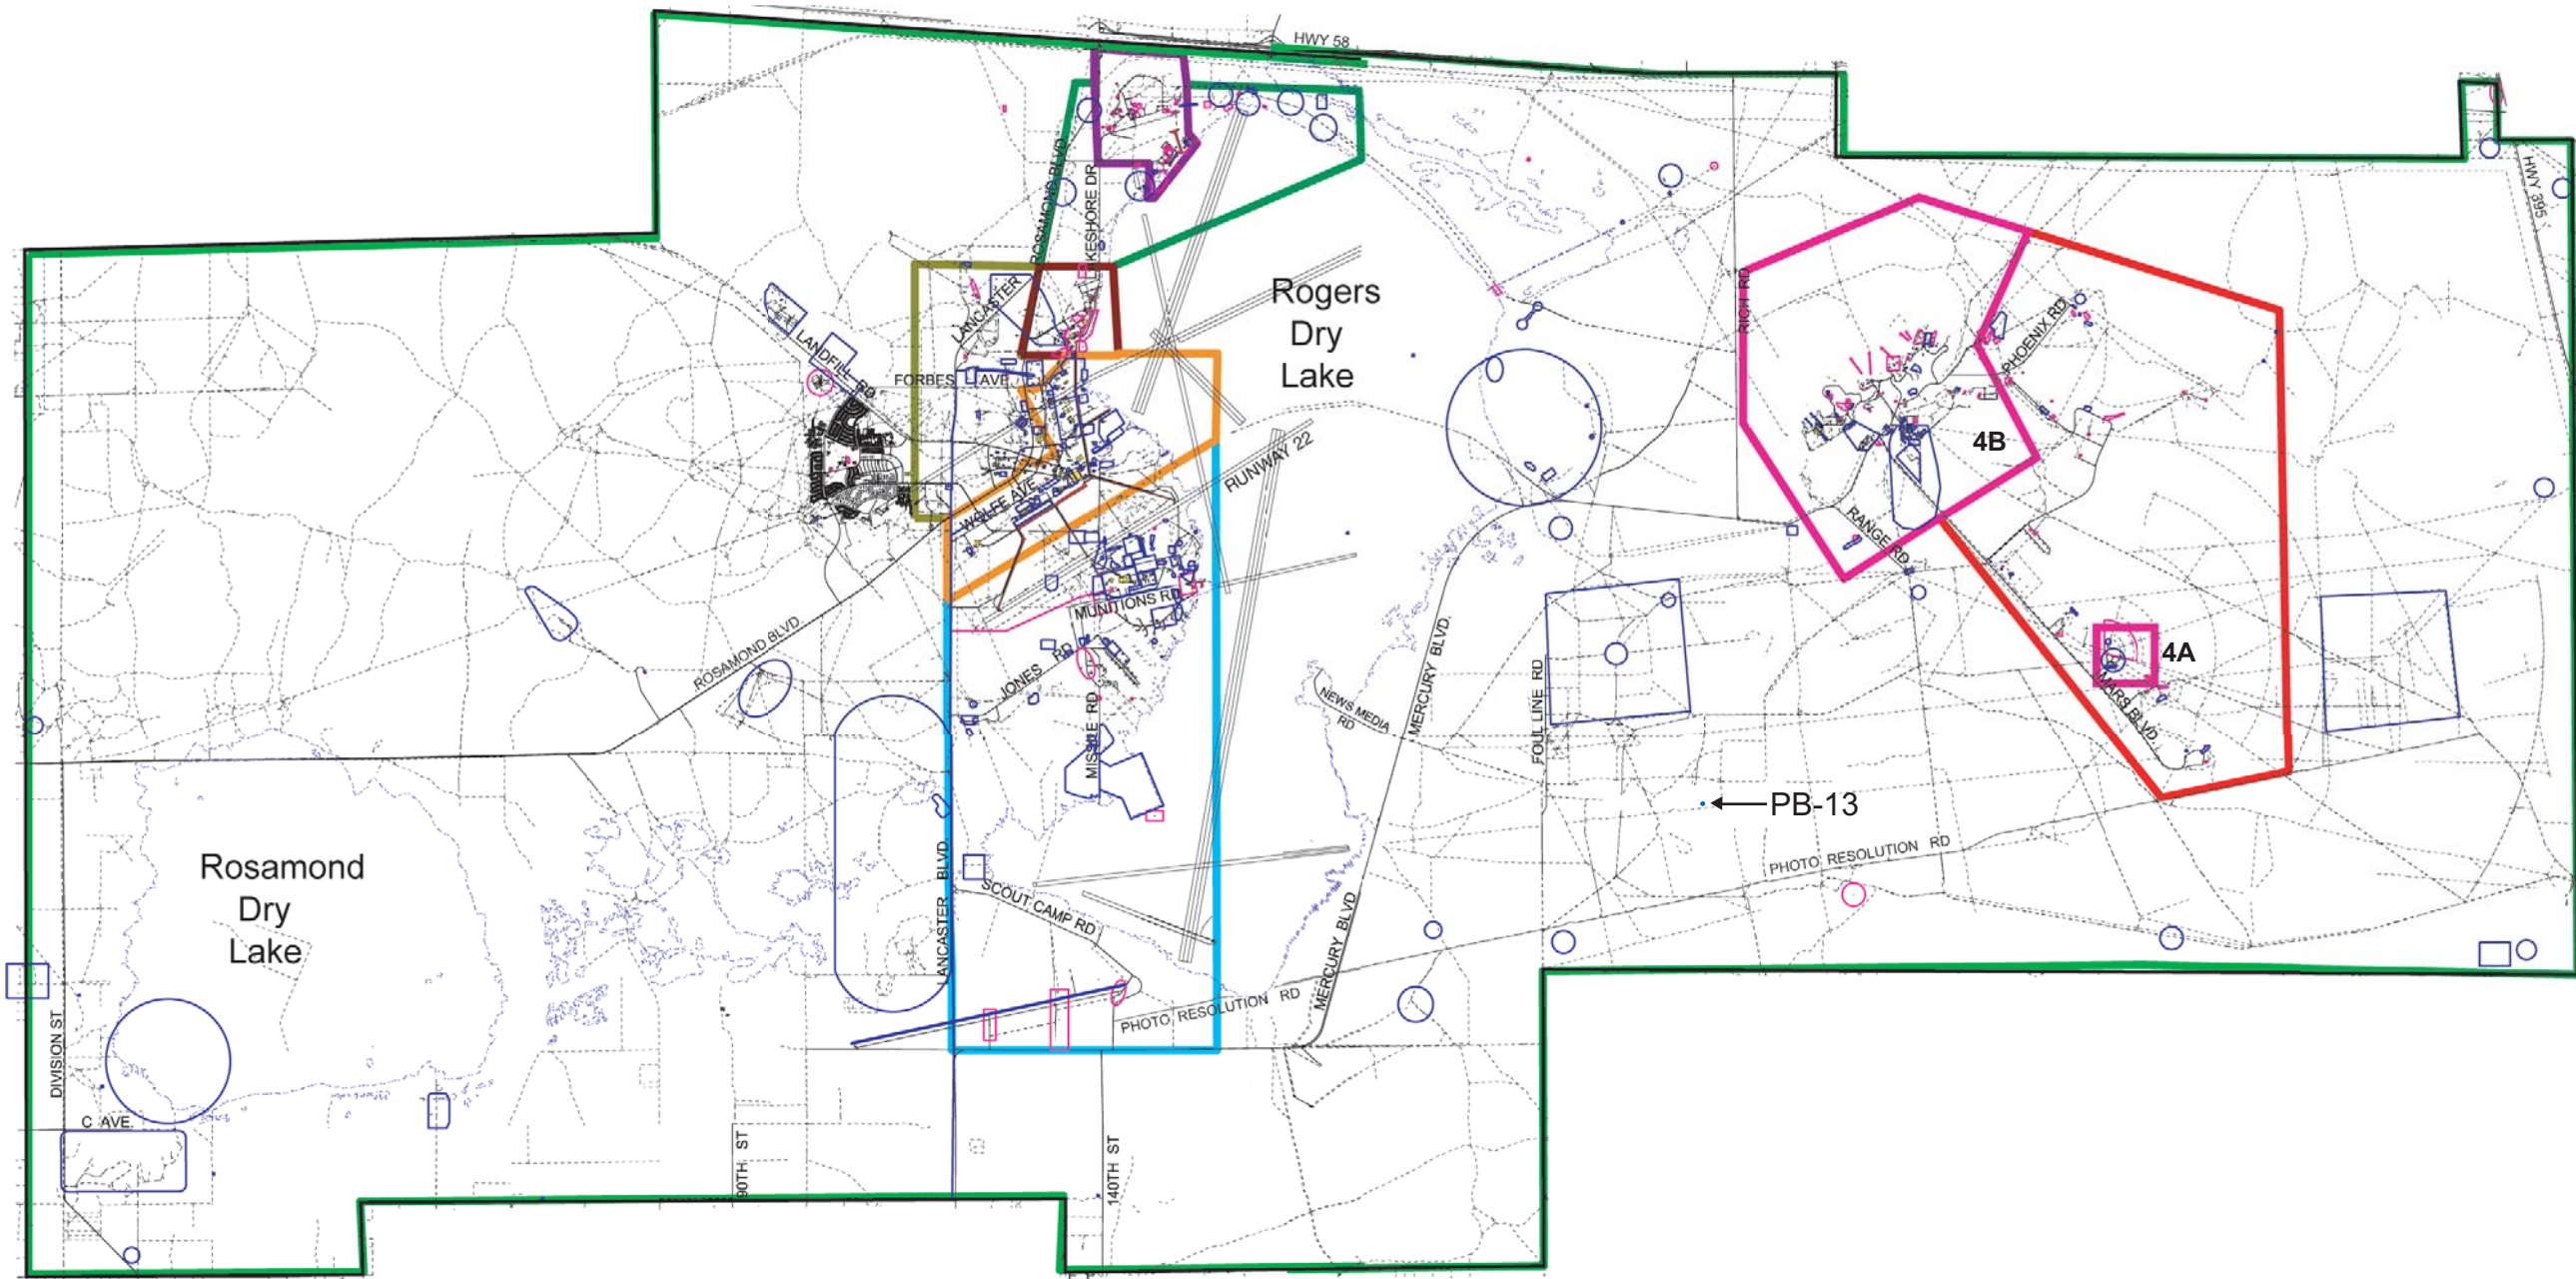 HWY 58
ROSAMOND BLVD
LAKESHORE DR
HWY 395
LANCASTER
Rogers
Dry
Lake
RICH RD
PHOENIX RD
LANDFILL RD
FORBES AVE.
4B
RUNWAY 22
WOLFE AVE
RANGE RD
MUNITIONS RD
ROSAMOND BLVD
JONES RD
4A
MARS BLVD.
MISSILE RD
NEWS MEDIA
RD
MERCURY BLVD.
FOUL LINE RD
PB-13
PHOTO RESOLUTION RD
Rosamond
Dry
Lake
LANCASTER BLVD.
SCOUT CAMP RD
MERCURY BLVD
PHOTO RESOLUTION RD
DIVISION ST
C AVE.
90TH ST
140TH ST